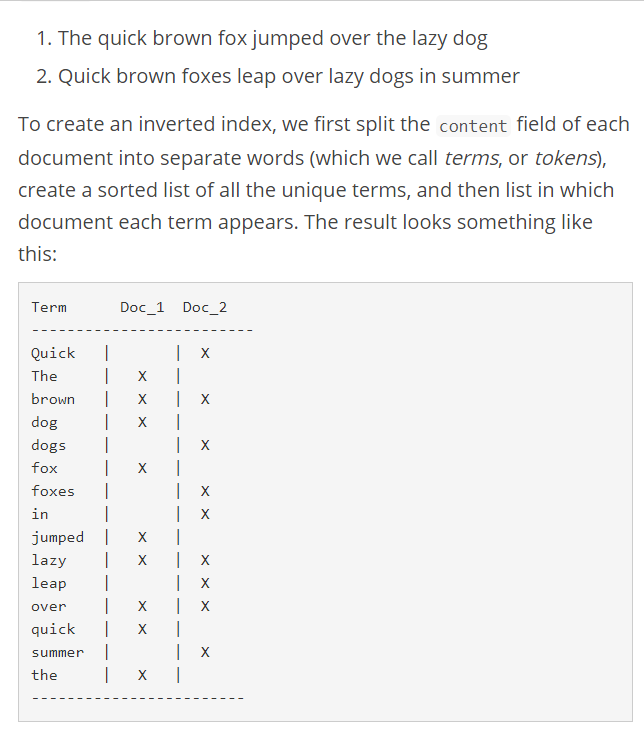 1. The quick brown fox jumped over the lazy dog
2. Quick brown foxes leap over lazy dogs in summer
To create an inverted index, we first split the content field of each
document into separate words (which we call terms, or tokens),
create a sorted list of all the unique terms, and then list in which
document each term appears. The result looks something like
this:
Term      Doc_1  Doc_2
-------------------------
Quick   |       |  X
The     |   X   |
brown   |   X   |  X
dog     |   X   |
dogs    |       |  X
fox     |   X   |
foxes   |       |  X
in      |       |  X
jumped  |   X   |
lazy    |   X   |  X
leap    |       |  X
over    |   X   |  X
quick   |   X   |
summer  |       |  X
the     |   X   |
------------------------